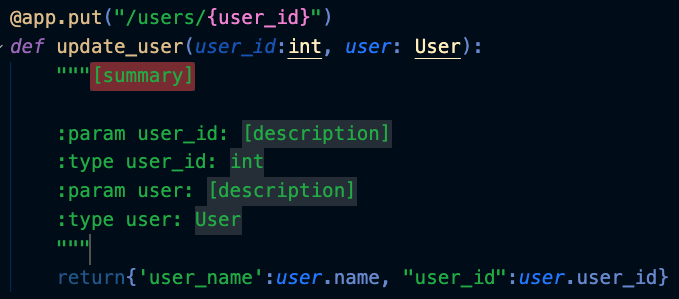 @app.put("/users/{user_id}")
def update_user(user_id:int, user: User):
"""[summary]
:param user_id: [description]
:type user_id: int
:param user: [description]
:type user: User
"""
return{'user_name':user.name, "user_id":user.user_id}